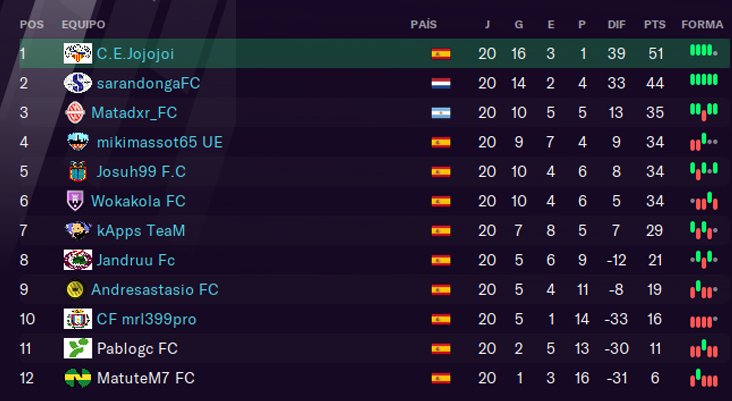 POS EQUIPO PAÍS J G E P DIF PTS FORMA
1 C.E.Jojojoi 20 16 3 1 39 51
2 sarandongaFC 20 14 2 4 33 44
3 Matadxr_FC 20 10 5 5 13 35
4 mikimassot65 UE 20 9 7 4 9 34
5 Josuh99 F.C 20 10 4 6 8 34
6 Wokakola FC 20 10 4 6 5 34
7 kApps TeaM 20 7 8 5 7 29
8 Jandruu Fc 20 5 6 9 -12 21
9 Andresastasio FC 20 5 4 11 -8 19
10 CF mrl399pro 20 5 1 14 -33 16
11 Pablogc FC 20 2 5 13 -30 11
12 MatuteM7 FC 20 1 3 16 -31 6